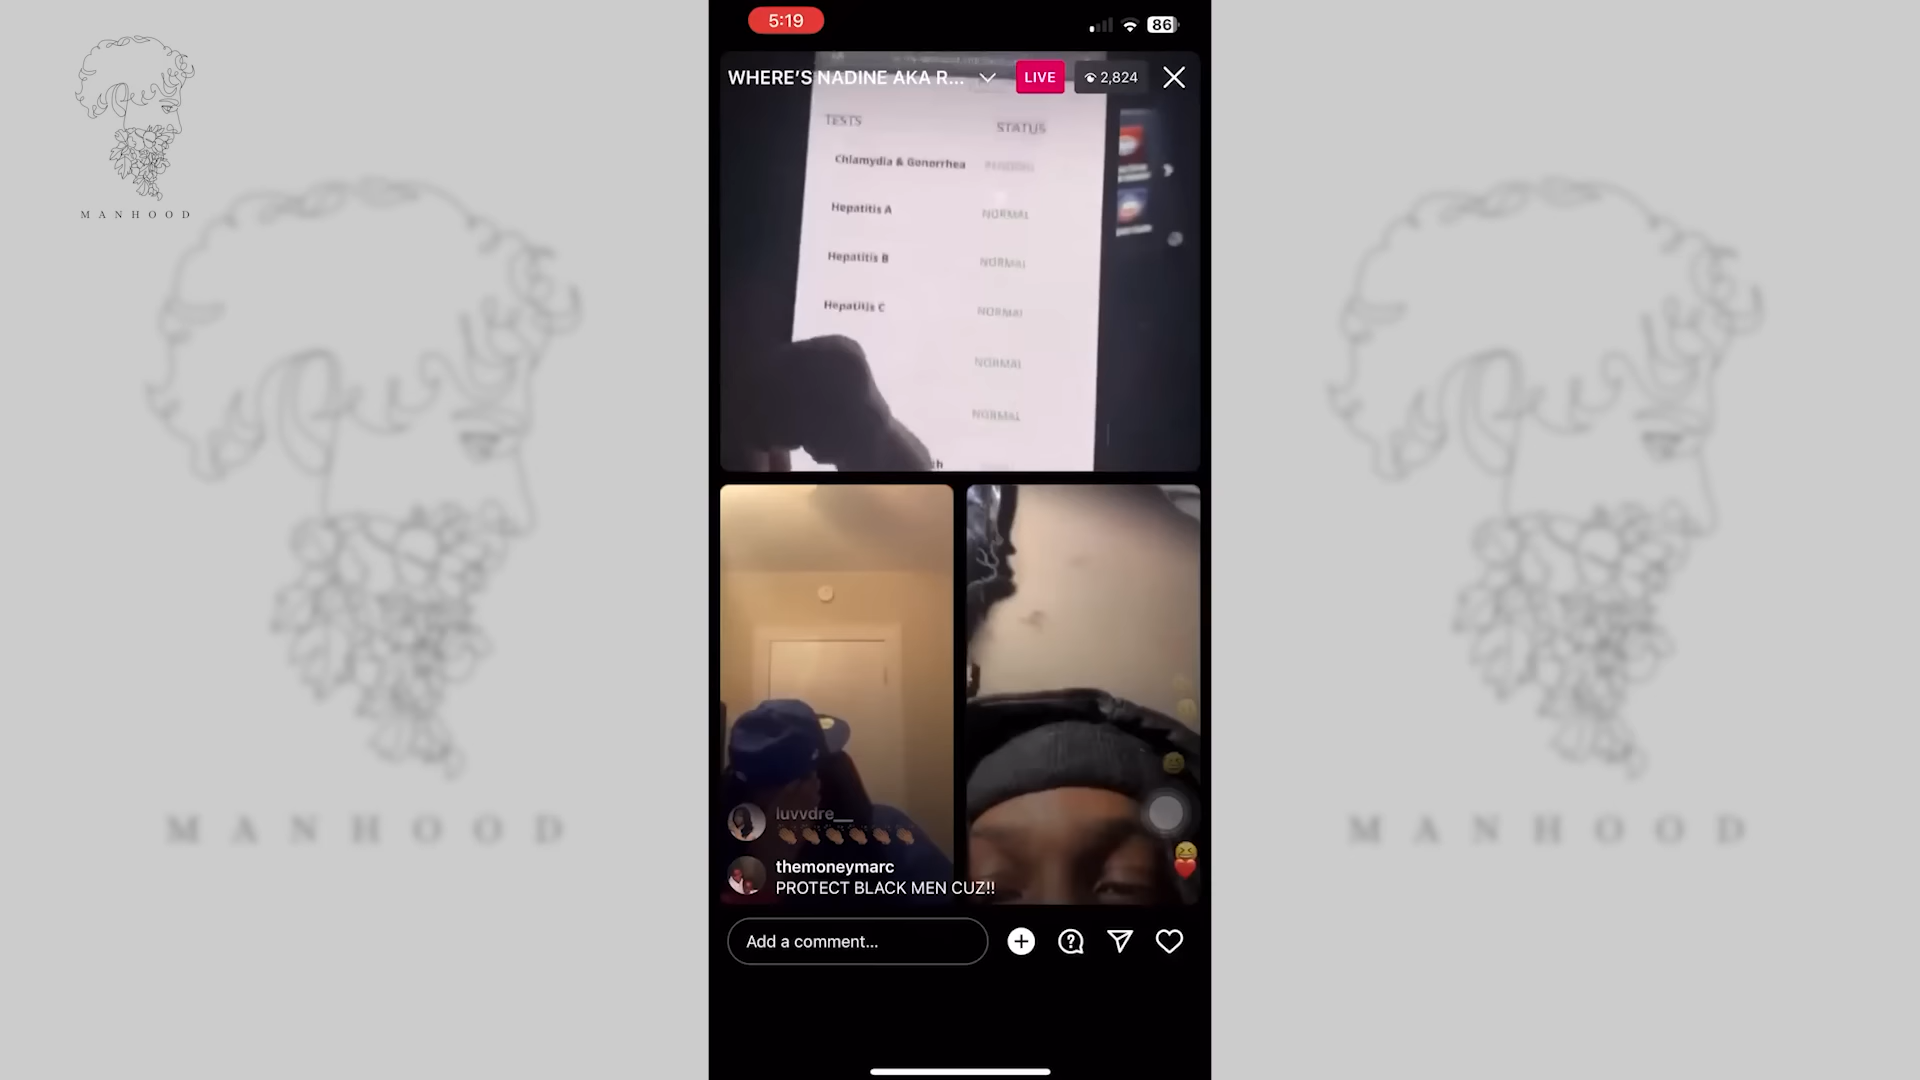 MANHOOD
5:19
86
WHERE'S NADINE AKA R...
LIVE
2,824
TESTS
STATUS
Chlamydia & Gonorrhea
PENDING
Hepatitis A
NORMAL
Hepatitis B
NORMAL
Hepatitis C
NORMAL
NORMAL
NORMAL
luvvdre__
themoneymarc
PROTECT BLACK MEN CUZ!!
Add a comment...
MANHOOD
MANHOOD